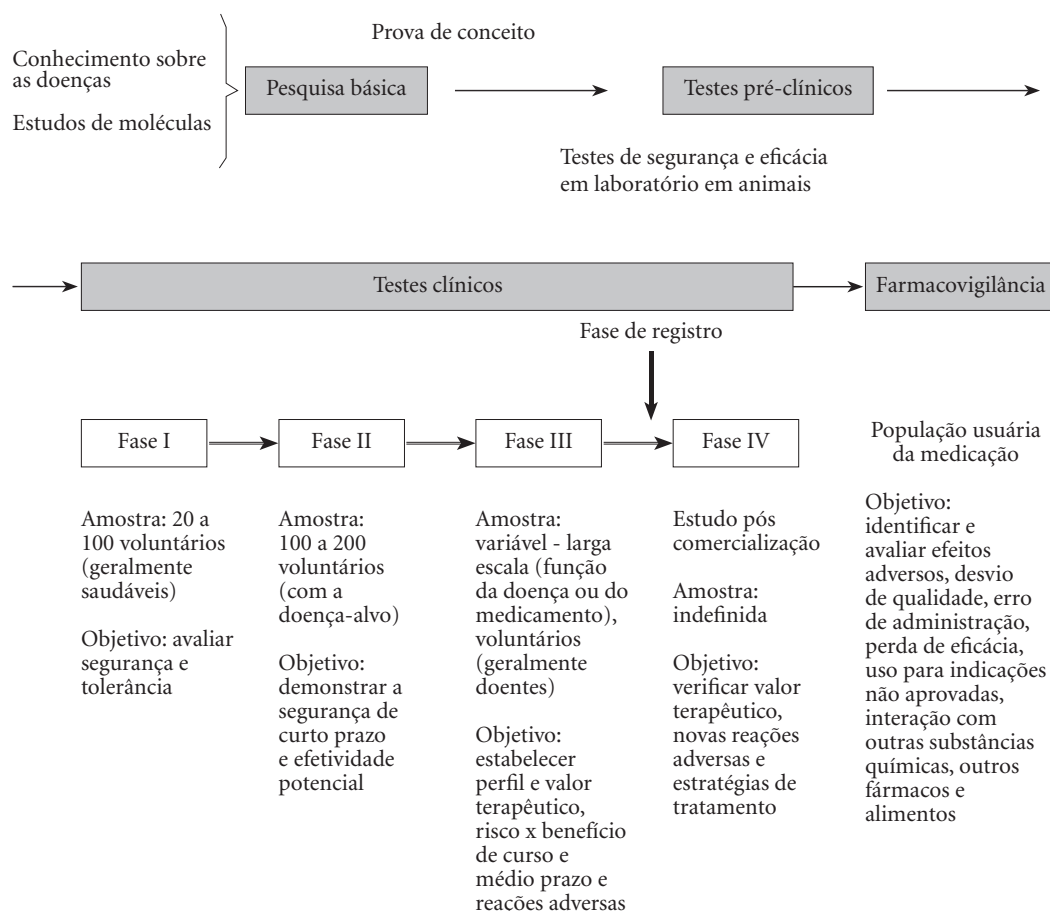 Conhecimento sobre
as doenças
Estudos de moléculas
Prova de conceito
Pesquisa básica
Testes pré-clínicos
Testes de segurança e eficácia
em laboratório em animais
Testes clínicos
Farmacovigilância
Fase de registro
Fase I
Fase II
Fase III
Fase IV
População usuária
da medicação
Amostra: 20 a
100 voluntários
(geralmente
saudáveis)
Objetivo: avaliar
segurança e
tolerância
Amostra:
100 a 200
voluntários
(com a
doença-alvo)
Objetivo:
demonstrar a
segurança de
curto prazo
e efetividade
potencial
Amostra:
variável - larga
escala (função
da doença ou do
medicamento),
voluntários
(geralmente
doentes)
Objetivo:
estabelecer
perfil e valor
terapêutico,
risco x benefício
de curso e
médio prazo e
reações adversas
Estudo pós
comercialização
Amostra:
indefinida
Objetivo:
verificar valor
terapêutico,
novas reações
adversas e
estratégias de
tratamento
Objetivo:
identificar e
avaliar efeitos
adversos, desvio
de qualidade, erro
de administração,
perda de eficácia,
uso para indicações
não aprovadas,
interação com
outras substâncias
químicas, outros
fármacos e
alimentos